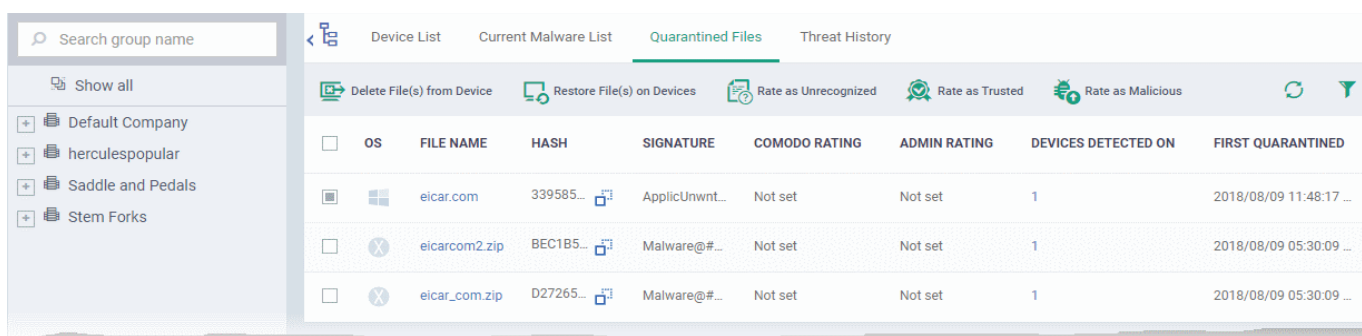 Search group name
Show all
Default Company
herculespopular
Saddle and Pedals
Stem Forks
Device List Current Malware List Quarantined Files Threat History
Delete File(s) from Device Restore File(s) on Devices Rate as Unrecognized Rate as Trusted Rate as Malicious
OS FILE NAME HASH SIGNATURE COMODO RATING ADMIN RATING DEVICES DETECTED ON FIRST QUARANTINED
eicar.com 339585... ApplicUnwnt... Not set Not set 1 2018/08/09 11:48:17 ...
eicarcom2.zip BEC1B5... Malware@#... Not set Not set 1 2018/08/09 05:30:09 ...
eicar_com.zip D27265... Malware@#... Not set Not set 1 2018/08/09 05:30:09 ...